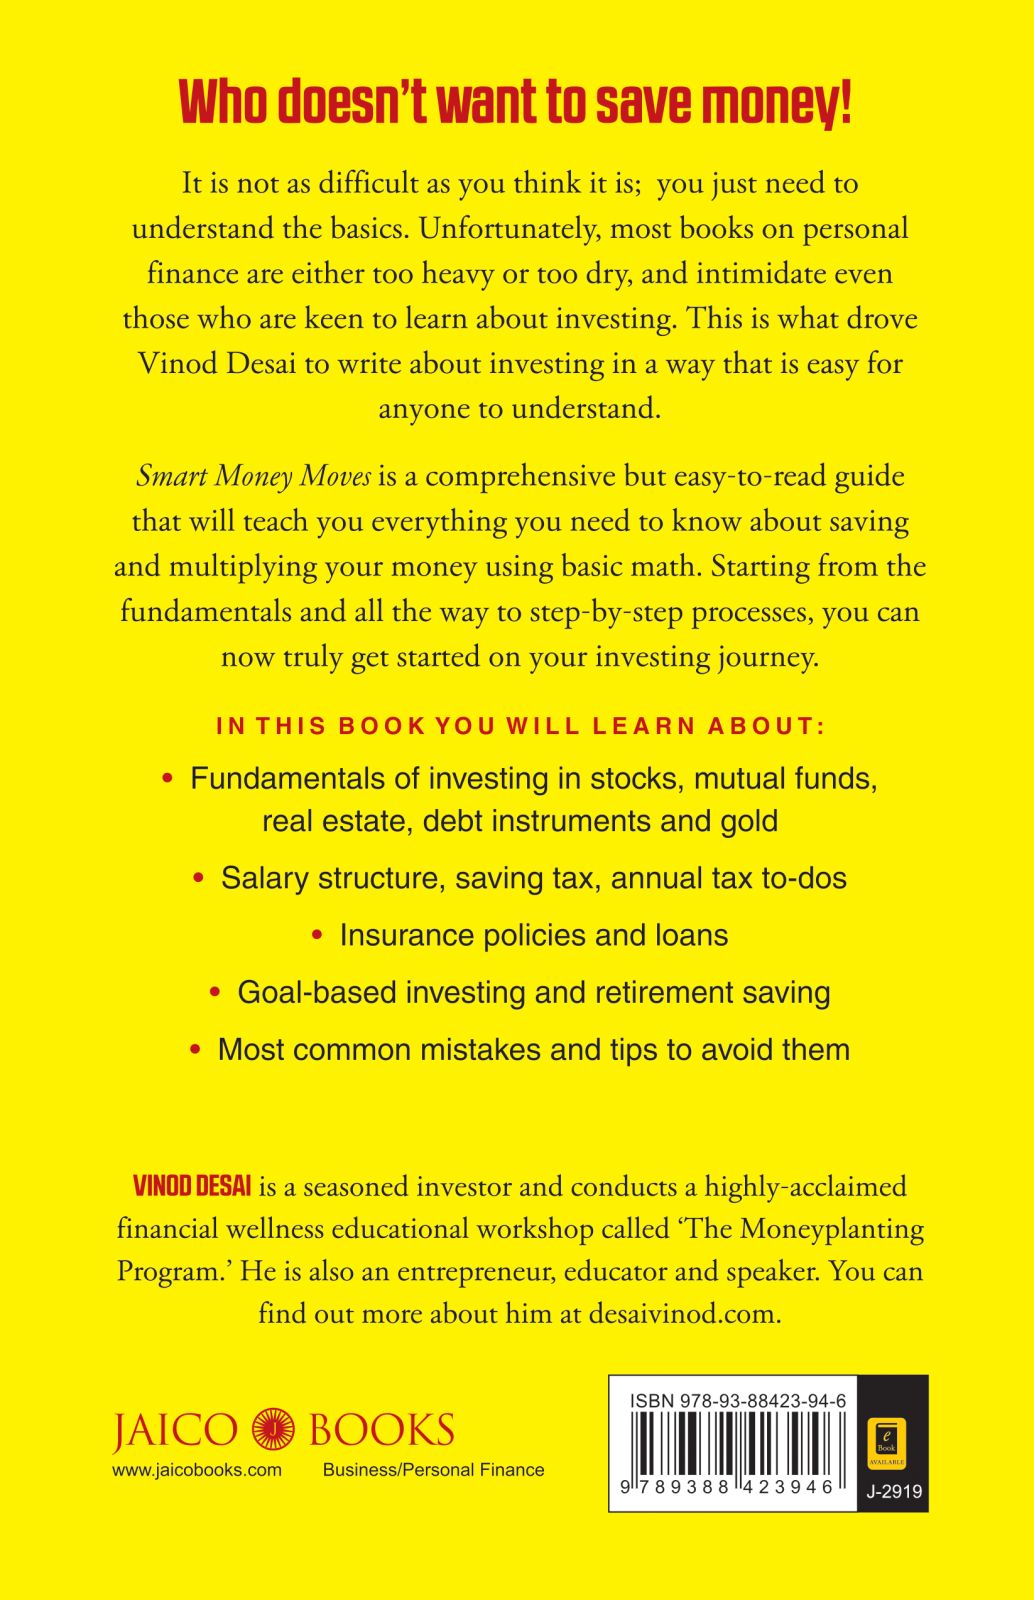 Who doesn’t want to save money!
It is not as difficult as you think it is; you just need to
understand the basics. Unfortunately, most books on personal
finance are either too heavy or too dry, and intimidate even
those who are keen to learn about investing. This is what drove
Vinod Desai to write about investing in a way that is easy for
anyone to understand.
Smart Money Moves is a comprehensive but easy-to-read guide
that will teach you everything you need to know about saving
and multiplying your money using basic math. Starting from the
fundamentals and all the way to step-by-step processes, you can
now truly get started on your investing journey.
IN THIS BOOK YOU WILL LEARN ABOUT:
• Fundamentals of investing in stocks, mutual funds,
real estate, debt instruments and gold
• Salary structure, saving tax, annual tax to-dos
• Insurance policies and loans
• Goal-based investing and retirement saving
• Most common mistakes and tips to avoid them
VINOD DESAI is a seasoned investor and conducts a highly-acclaimed
financial wellness educational workshop called ‘The Moneyplanting
Program.’ He is also an entrepreneur, educator and speaker. You can
find out more about him at desaivinod.com.
JAICO J BOOKS
www.jaicobooks.com Business/Personal Finance
ISBN 978-93-88423-94-6
9 789388 423946
e
Book
AVAILABLE
J-2919